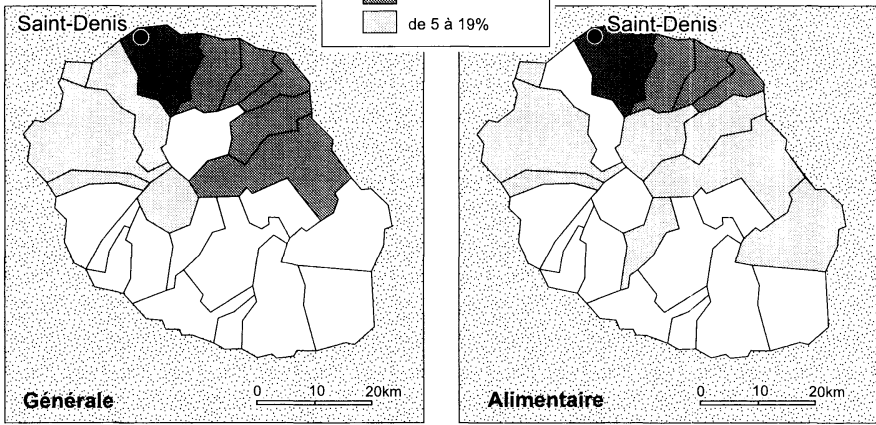 de 5 à 19%
Saint-Denis
Saint-Denis
Générale
0 10 20km
Alimentaire
0 10 20km